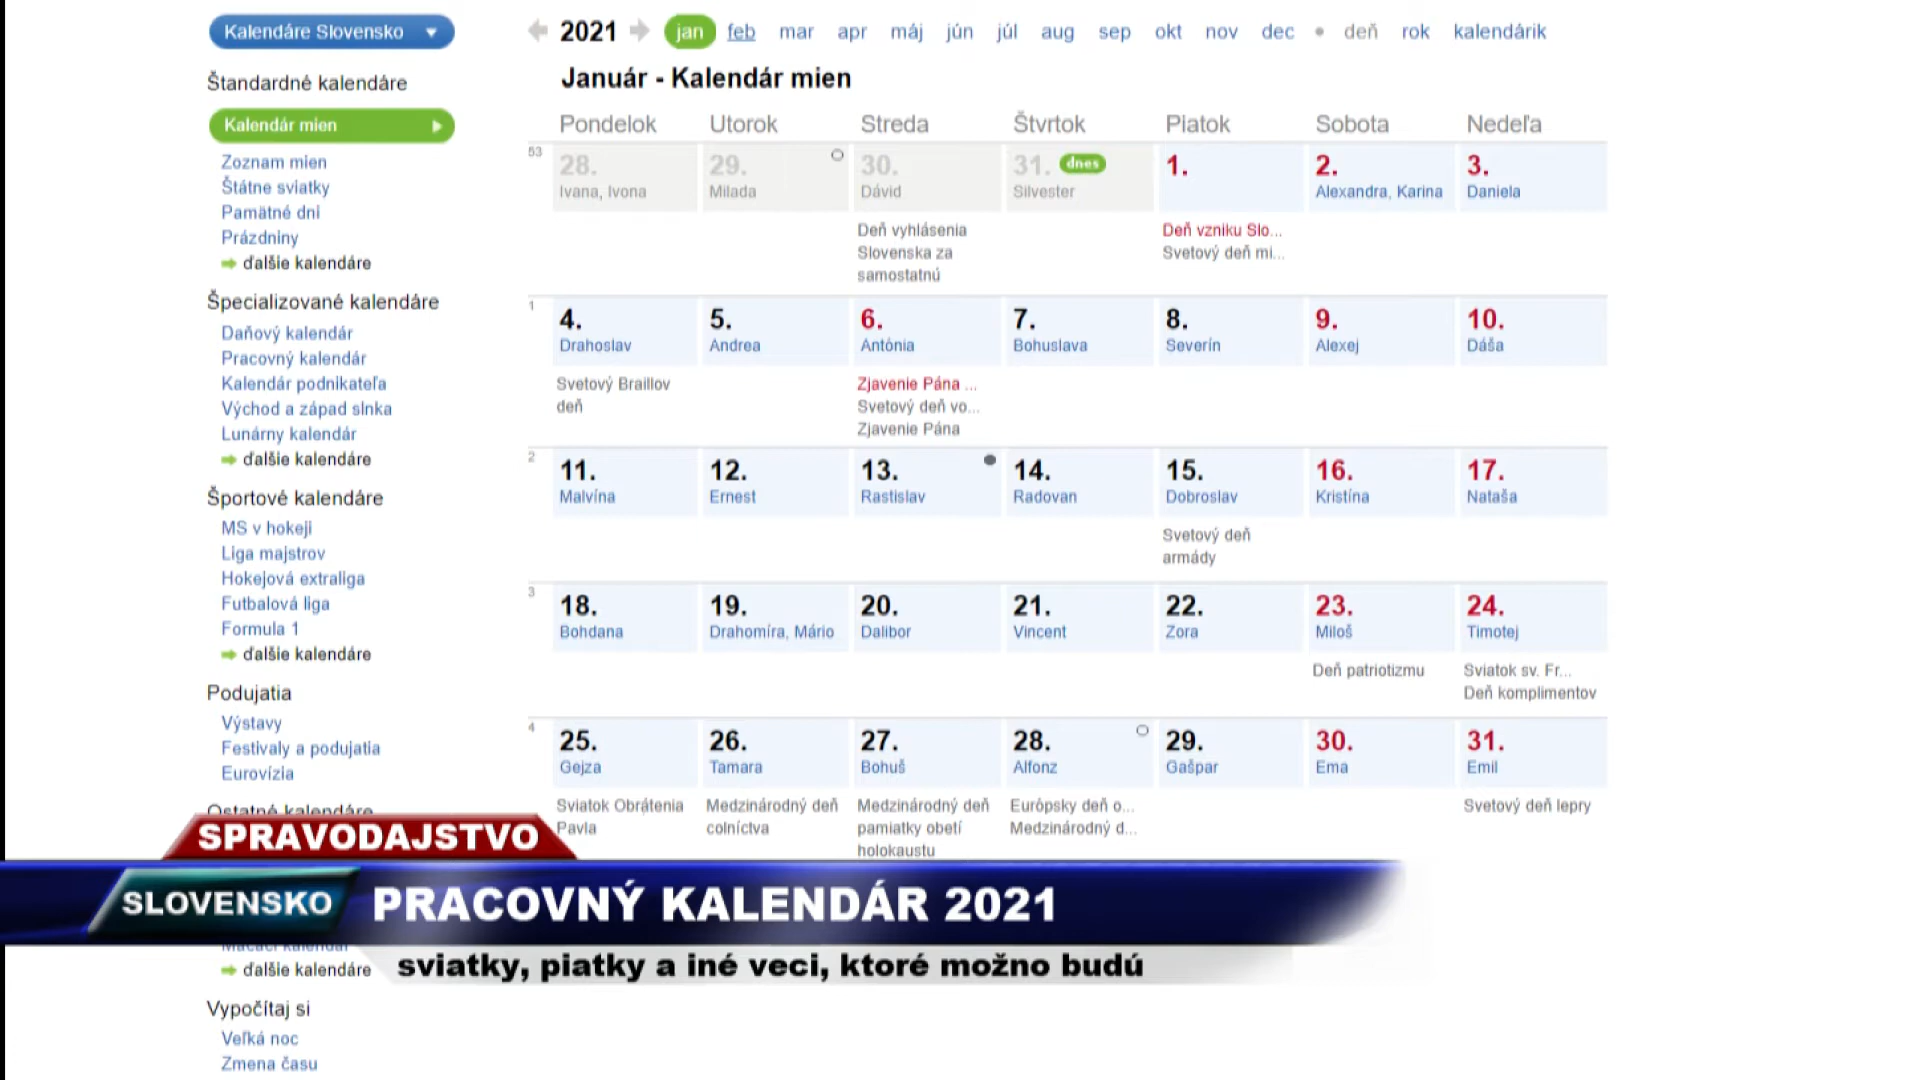 Kalendáre Slovensko
2021 jan feb mar apr máj jún júl aug sep okt nov dec deň rok kalendárik
Štandardné kalendáre
Kalendár mien
Zoznam mien
Štátne sviatky
Pamätné dni
Prázdniny
ďalšie kalendáre
Špecializované kalendáre
Daňový kalendár
Pracovný kalendár
Kalendár podnikateľa
Východ a západ slnka
Lunárny kalendár
ďalšie kalendáre
Športové kalendáre
MS v hokeji
Liga majstrov
Hokejová extraliga
Futbalová liga
Formula 1
ďalšie kalendáre
Podujatia
Výstavy
Festivaly a podujatia
Eurovízia
Ostatné kalendáre
ďalšie kalendáre
Vypočítaj si
Veľká noc
Zmena času
Január - Kalendár mien
Pondelok Utorok Streda Štvrtok Piatok Sobota Nedeľa
53 28. 29. 30. 31. dnes 1. 2. 3.
Ivana, Ivona Milada Dávid Silvester Alexandra, Karina Daniela
Deň vyhlásenia Deň vzniku Slo...
Slovenska za Svetový deň mi...
samostatnú
1 4. 5. 6. 7. 8. 9. 10.
Drahoslav Andrea Antónia Bohuslava Severín Alexej Dáša
Svetový Braillov Zjavenie Pána ...
deň Svetový deň vo...
Zjavenie Pána
2 11. 12. 13. 14. 15. 16. 17.
Malvína Ernest Rastislav Radovan Dobroslav Kristína Nataša
Svetový deň
armády
3 18. 19. 20. 21. 22. 23. 24.
Bohdana Drahomíra, Mário Dalibor Vincent Zora Miloš Timotej
Deň patriotizmu Sviatok sv. Fr...
Deň komplimentov
4 25. 26. 27. 28. 29. 30. 31.
Gejza Tamara Bohuš Alfonz Gašpar Ema Emil
Sviatok Obrátenia Medzinárodný deň Medzinárodný deň Európsky deň o... Svetový deň lepry
Pavla colníctva pamiatky obetí Medzinárodný d...
holokaustu
SPRAVODAJSTVO
SLOVENSKO PRACOVNÝ KALENDÁR 2021
sviatky, piatky a iné veci, ktoré možno budú